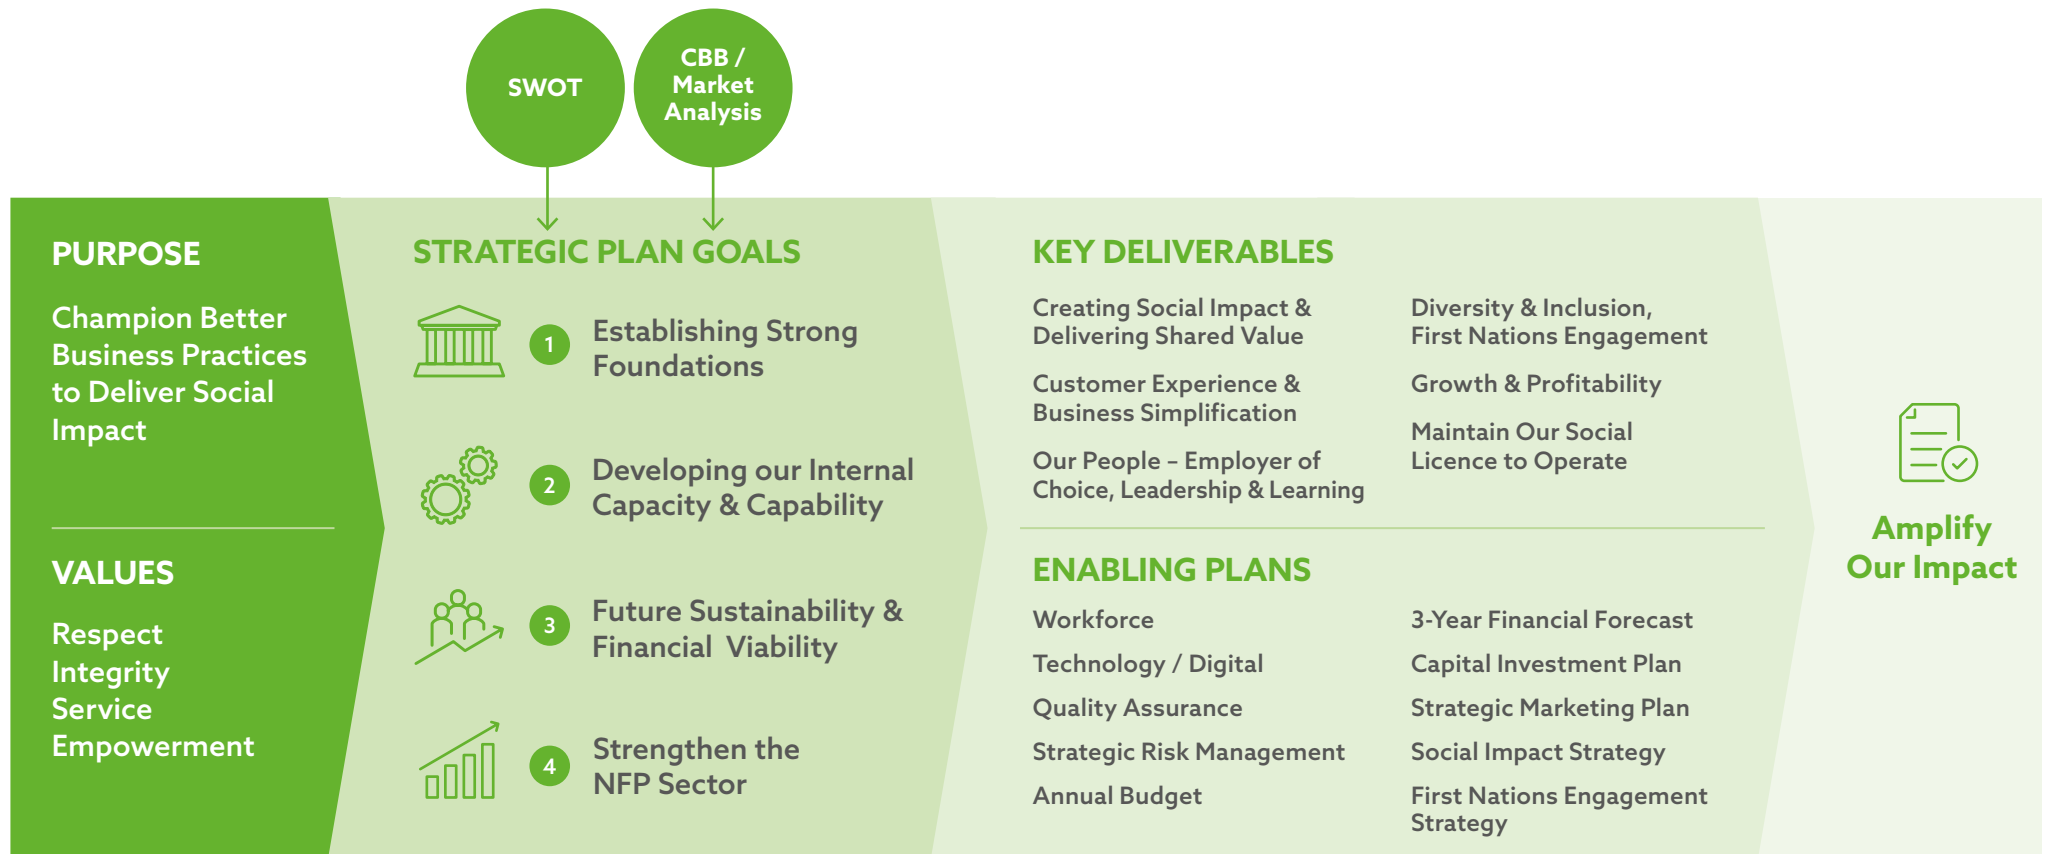 SWOT
CBB /
Market
Analysis
PURPOSE
Champion Better
Business Practices
to Deliver Social
Impact
VALUES
Respect
Integrity
Service
Empowerment
STRATEGIC PLAN GOALS
1
Establishing Strong
Foundations
2
Developing our Internal
Capacity & Capability
3
Future Sustainability &
Financial Viability
4
Strengthen the
NFP Sector
KEY DELIVERABLES
Creating Social Impact &
Delivering Shared Value
Customer Experience &
Business Simplification
Our People – Employer of
Choice, Leadership & Learning
Diversity & Inclusion,
First Nations Engagement
Growth & Profitability
Maintain Our Social
Licence to Operate
ENABLING PLANS
Workforce
Technology / Digital
Quality Assurance
Strategic Risk Management
Annual Budget
3-Year Financial Forecast
Capital Investment Plan
Strategic Marketing Plan
Social Impact Strategy
First Nations Engagement
Strategy
Amplify
Our Impact